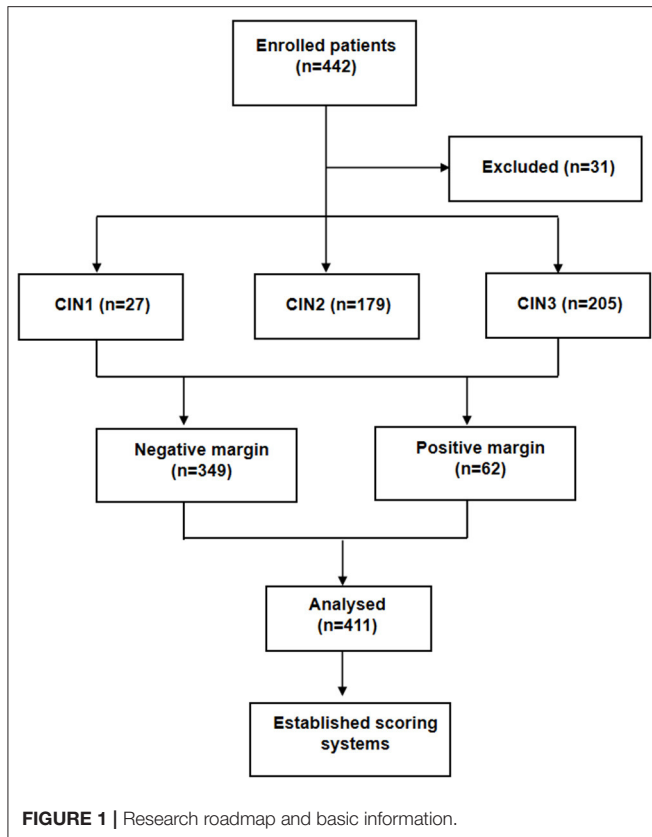 Enrolled patients
(n=442)
Excluded (n=31)
CIN1 (n=27)
CIN2 (n=179)
CIN3 (n=205)
Negative margin
(n=349)
Positive margin
(n=62)
Analysed
(n=411)
Established scoring
systems
FIGURE 1 | Research roadmap and basic information.